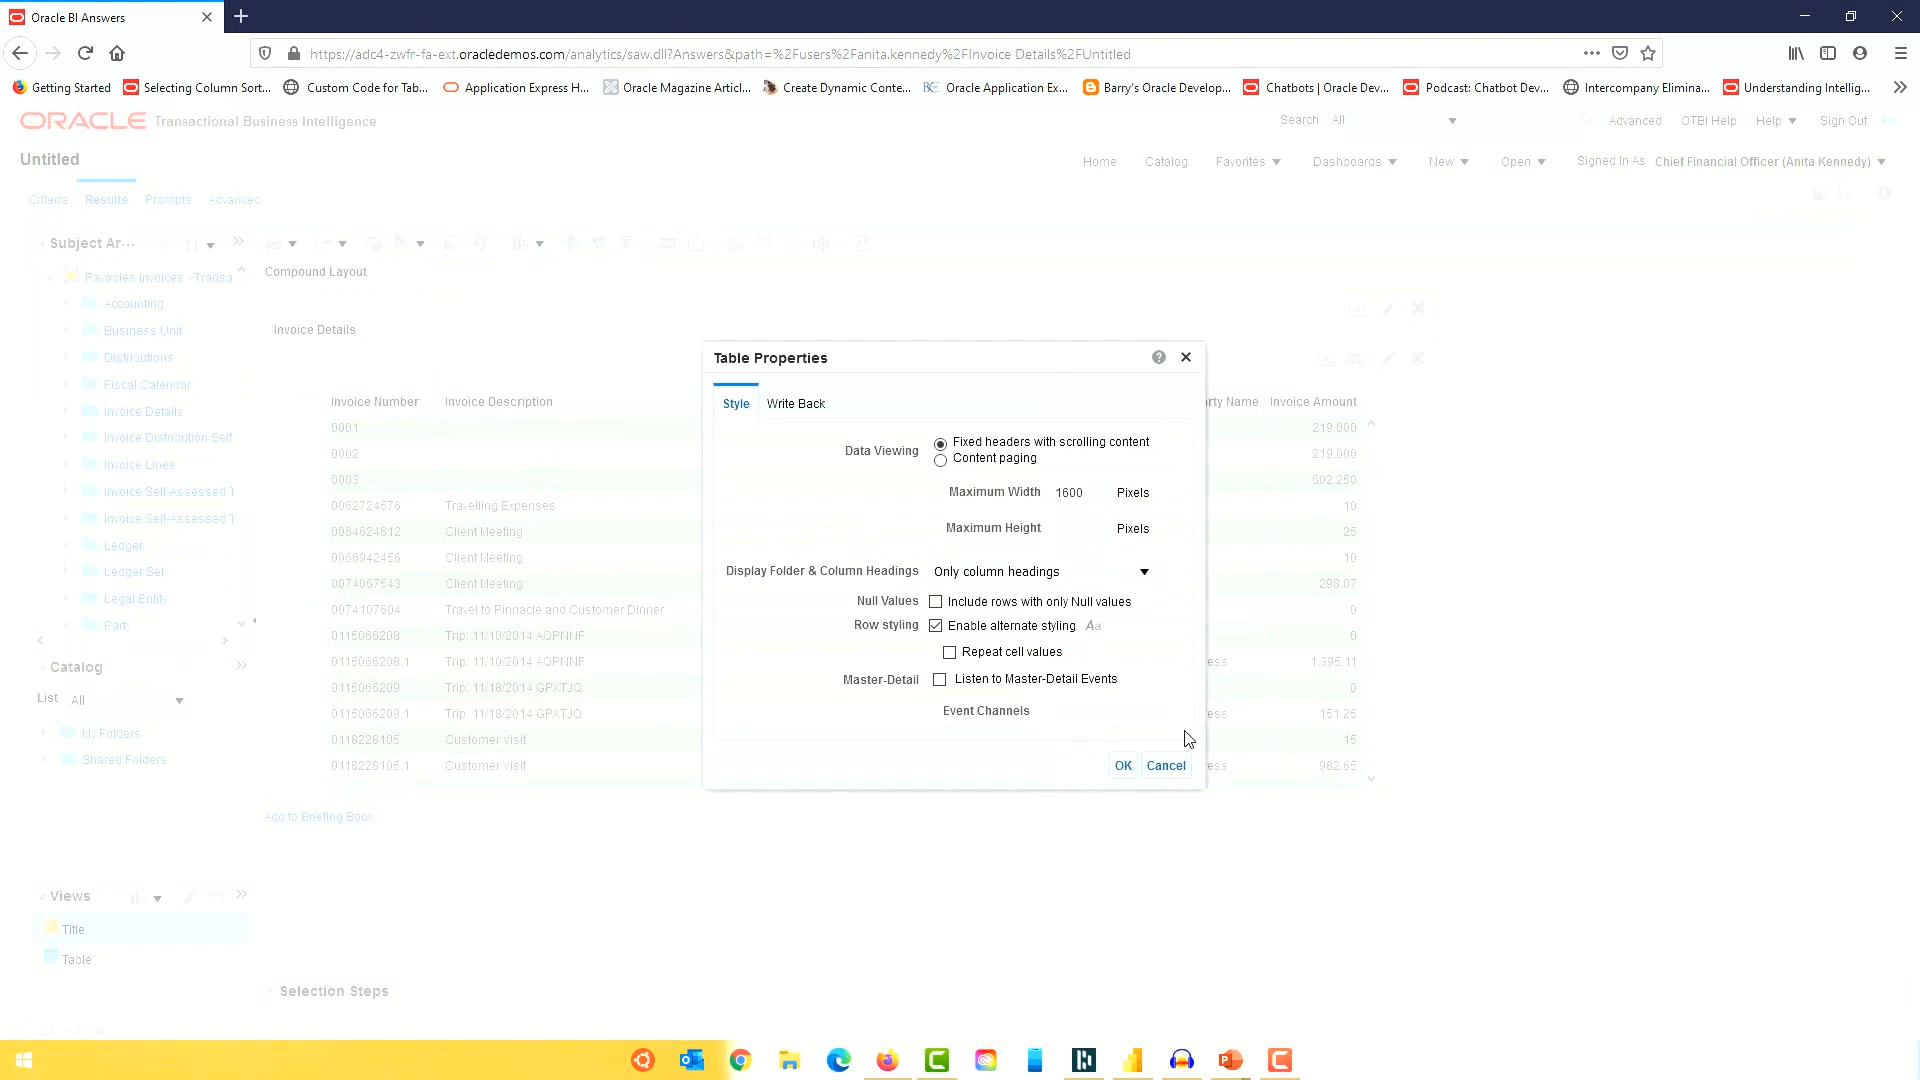 Oracle BI Answers
https://adc4-zwfr-fa-ext.oracledemos.com/analytics/saw.dll?Answers&path=%2Fusers%2Fanita.kennedy%2FInvoice Details%2FUntitled
Getting Started
Selecting Column Sort...
Custom Code for Tab...
Application Express H...
Oracle Magazine Articl...
Create Dynamic Conte...
Oracle Application Ex...
Barry's Oracle Develop...
Chatbots | Oracle Dev...
Podcast: Chatbot Dev...
Intercompany Elimina...
Understanding Intellig...
ORACLE Transactional Business Intelligence
Search All Advanced OTBI Help Help Sign Out
Untitled
Home Catalog Favorites Dashboards New Open Signed In As Chief Financial Officer (Anita Kennedy)
Criteria Results Prompts Advanced
Subject Ar...
Payables Invoices - Transa
Accounting
Business Unit
Distributions
Fiscal Calendar
Invoice Details
Invoice Distribution Self
Invoice Lines
Invoice Self-Assessed T
Invoice Self-Assessed T
Ledger
Ledger Set
Legal Entity
Party
Catalog
List All
My Folders
Shared Folders
Views
Title
Table
Compound Layout
Invoice Details
Invoice Number Invoice Description rty Name Invoice Amount
0001 219.000
0002 219.000
0003 602.250
0062724576 Travelling Expenses 10
0064624612 Client Meeting 25
0066942456 Client Meeting 10
0074067543 Client Meeting 298.07
0074107604 Travel to Pinnacle and Customer Dinner 0
0115066208 Trip: 11/10/2014 AQPNNF 0
0115066208.1 Trip: 11/10/2014 AQPNNF ess 1,395.11
0115066209 Trip: 11/18/2014 GPXTJQ 0
0115066209.1 Trip: 11/18/2014 GPXTJQ ess 151.25
0118228105 Customer visit 15
0118228105.1 Customer visit ess 982.65
Add to Briefing Book
Selection Steps
Table Properties
Style Write Back
Data Viewing Fixed headers with scrolling content
Content paging
Maximum Width 1600 Pixels
Maximum Height Pixels
Display Folder & Column Headings Only column headings
Null Values Include rows with only Null values
Row styling Enable alternate styling Aa
Repeat cell values
Master-Detail Listen to Master-Detail Events
Event Channels
OK Cancel